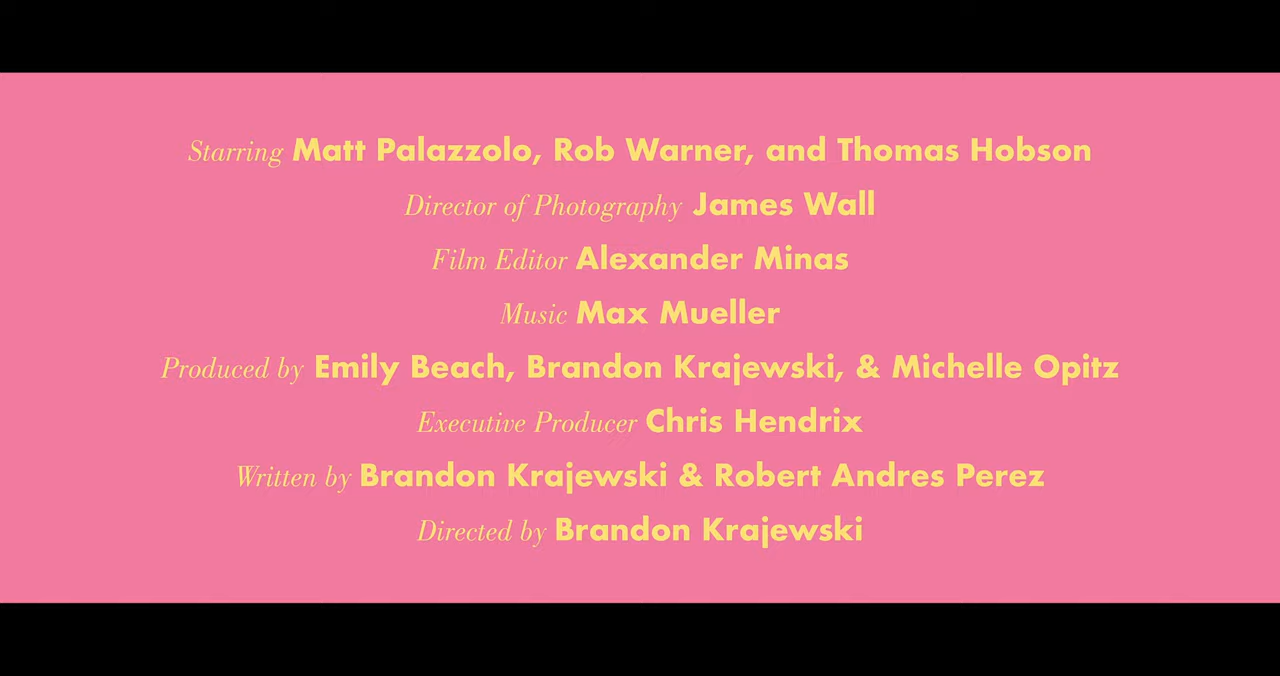 Starring Matt Palazzolo, Rob Warner, and Thomas Hobson
Director of Photography James Wall
Film Editor Alexander Minas
Music Max Mueller
Produced by Emily Beach, Brandon Krajewski, & Michelle Opitz
Executive Producer Chris Hendrix
Written by Brandon Krajewski & Robert Andres Perez
Directed by Brandon Krajewski